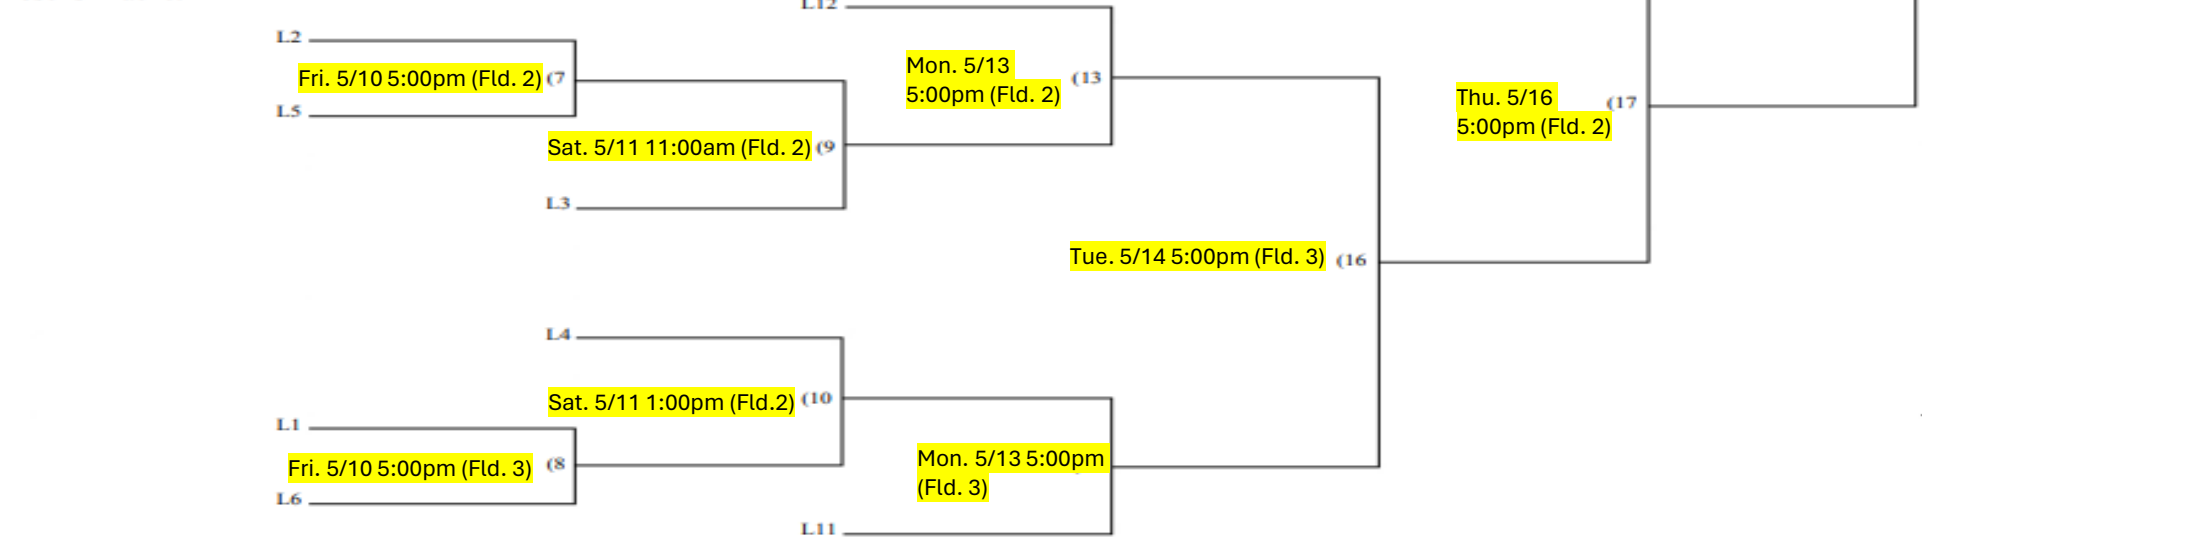 L12
L2
Fri. 5/10 5:00pm (Fld. 2) (7
L5
Mon. 5/13
5:00pm (Fld. 2)
(13
Thu. 5/16
5:00pm (Fld. 2)
(17
Sat. 5/11 11:00am (Fld. 2) (9
L3
Tue. 5/14 5:00pm (Fld. 3) (16
L4
Sat. 5/11 1:00pm (Fld.2) (10
L1
Fri. 5/10 5:00pm (Fld. 3) (8
L6
Mon. 5/13 5:00pm
(Fld. 3)
L11